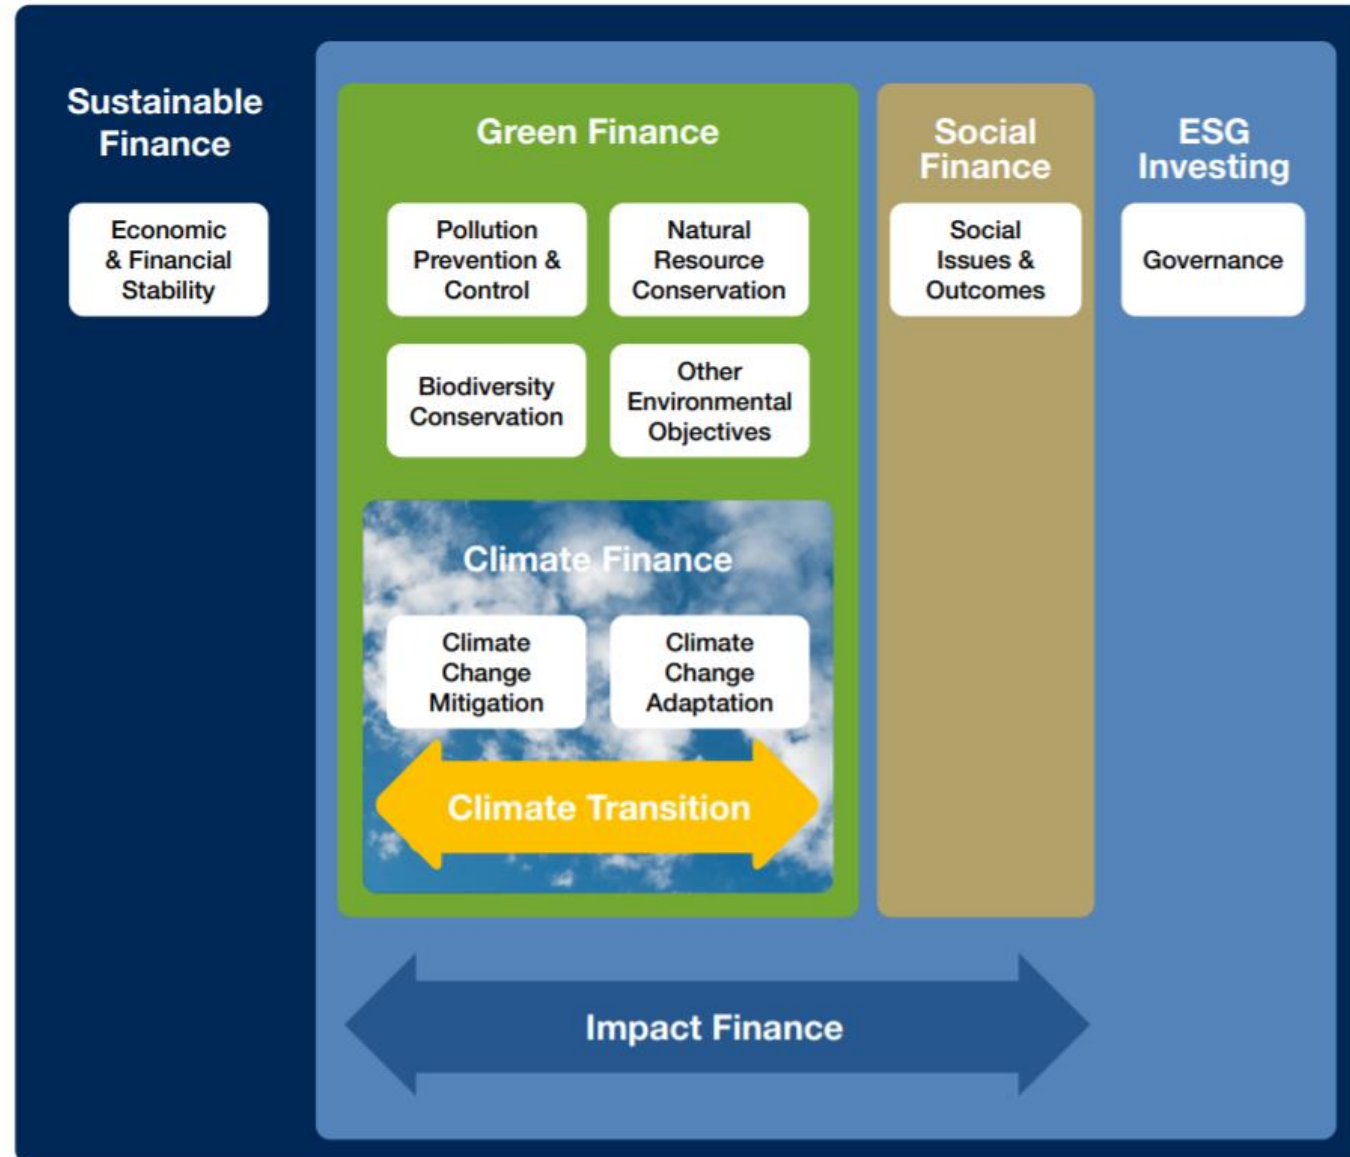 Sustainable
Finance
Economic
& Financial
Stability
Green Finance
Pollution
Prevention &
Control
Natural
Resource
Conservation
Biodiversity
Conservation
Other
Environmental
Objectives
Climate Finance
Climate
Change
Mitigation
Climate
Change
Adaptation
Climate Transition
Social
Finance
Social
Issues &
Outcomes
ESG
Investing
Governance
Impact Finance